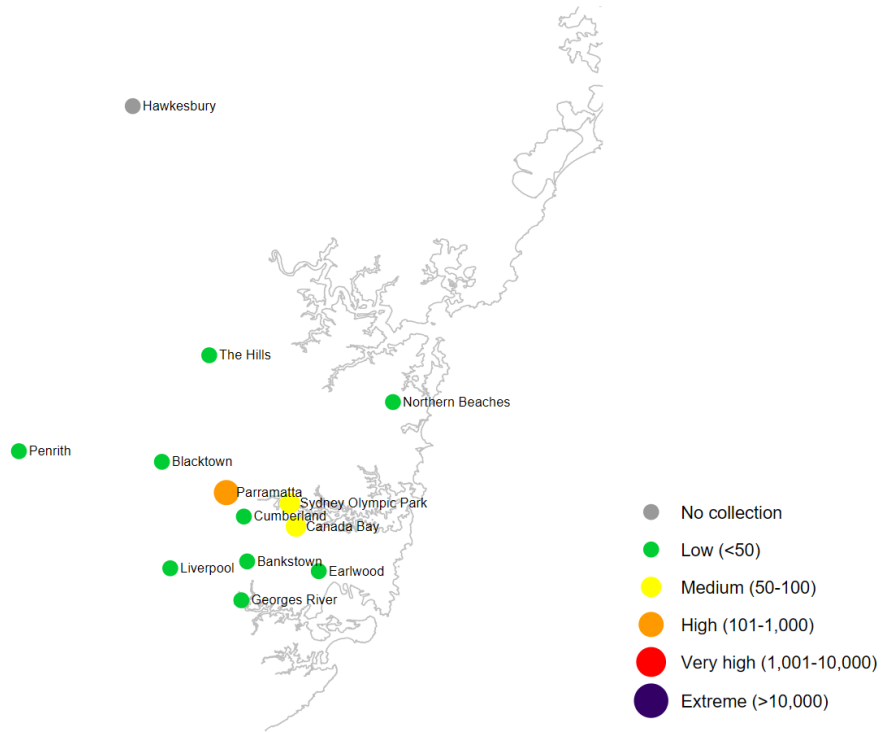 Hawkesbury
The Hills
Northern Beaches
Penrith
Blacktown
Parramatta
Sydney Olympic Park
Cumberland
Canada Bay
Bankstown
Liverpool
Earlwood
Georges River
No collection
Low (<50)
Medium (50-100)
High (101-1,000)
Very high (1,001-10,000)
Extreme (>10,000)